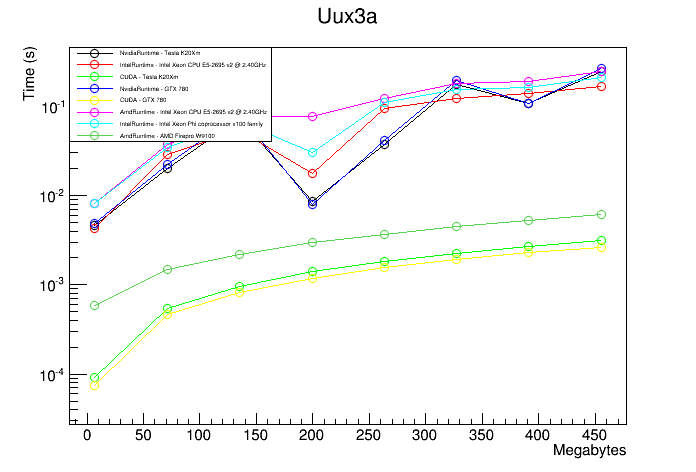 Uux3a
Time (s)
NvidiaRuntime - Tesla K20Xm
IntelRuntime - Intel Xeon CPU E5-2695 v2 @ 2.40GHz
CUDA - Tesla K20Xm
NvidiaRuntime - GTX 780
CUDA - GTX 780
AmdRuntime - Intel Xeon CPU E5-2695 v2 @ 2.40GHz
IntelRuntime - Intel Xeon Phi coprocessor x100 family
AmdRuntime - AMD Firepro W9100
10⁻¹
10⁻²
10⁻³
10⁻⁴
0 50 100 150 200 250 300 350 400 450
Megabytes